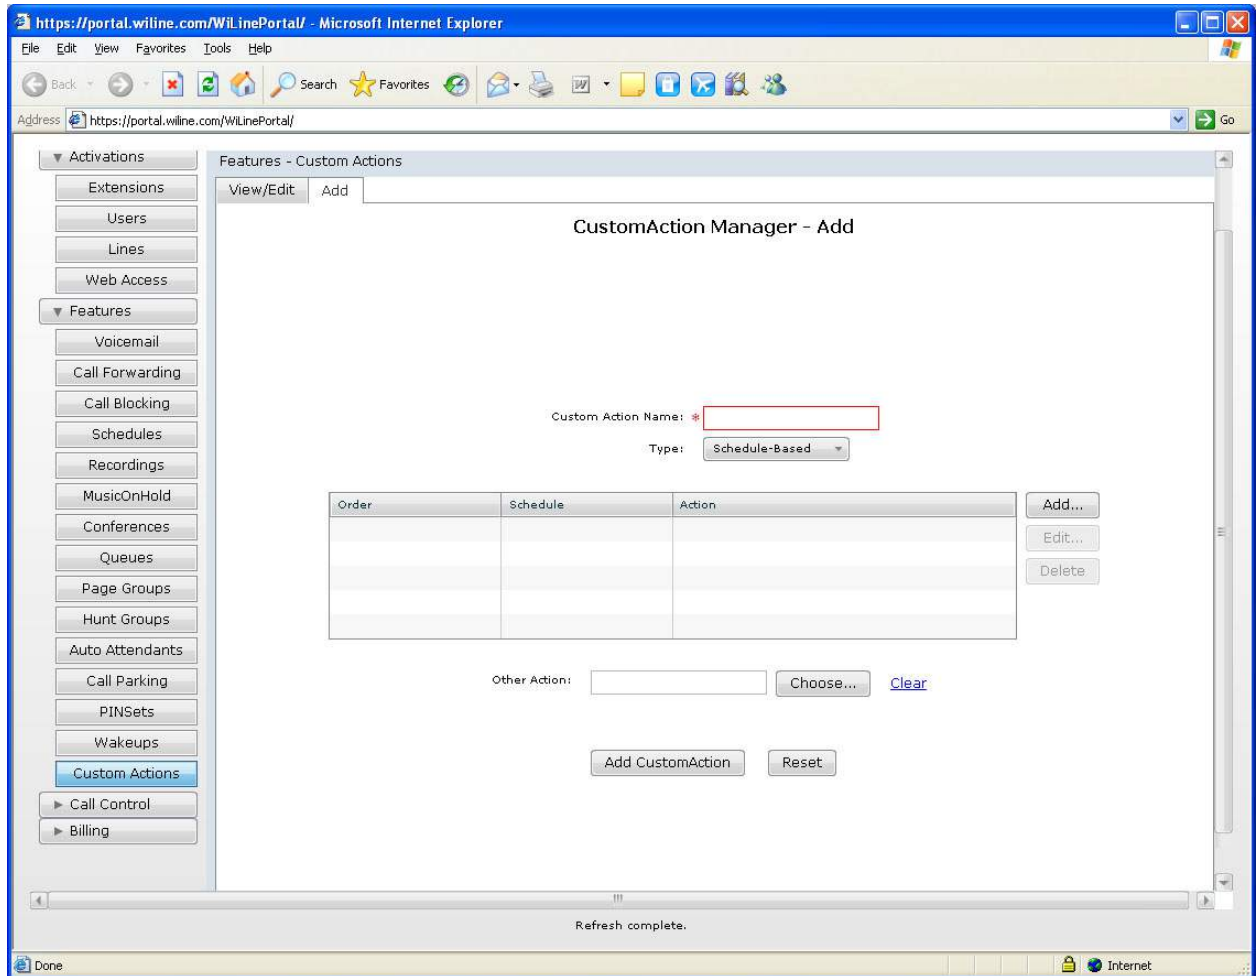 https://portal.wiline.com/WiLinePortal/ - Microsoft Internet Explorer
File Edit View Favorites Tools Help
Back Search Favorites
Address https://portal.wiline.com/WiLinePortal/ Go
Activations
Extensions
Users
Lines
Web Access
Features
Voicemail
Call Forwarding
Call Blocking
Schedules
Recordings
MusicOnHold
Conferences
Queues
Page Groups
Hunt Groups
Auto Attendants
Call Parking
PINSets
Wakeups
Custom Actions
Call Control
Billing
Features - Custom Actions
View/Edit Add
CustomAction Manager - Add
Custom Action Name: *
Type: Schedule-Based
Order Schedule Action
Add...
Edit...
Delete
Other Action: Choose... Clear
Add CustomAction Reset
Refresh complete.
Done Internet